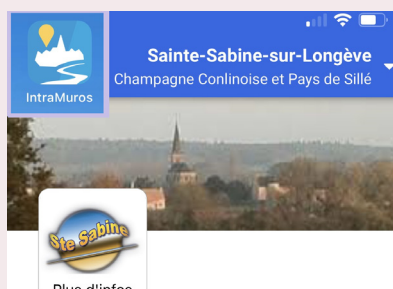 Sainte-Sabine-sur-Longève
Champagne Conlinoise et Pays de Sillé
IntraMuros
Ste Sabine
Plus d'infos